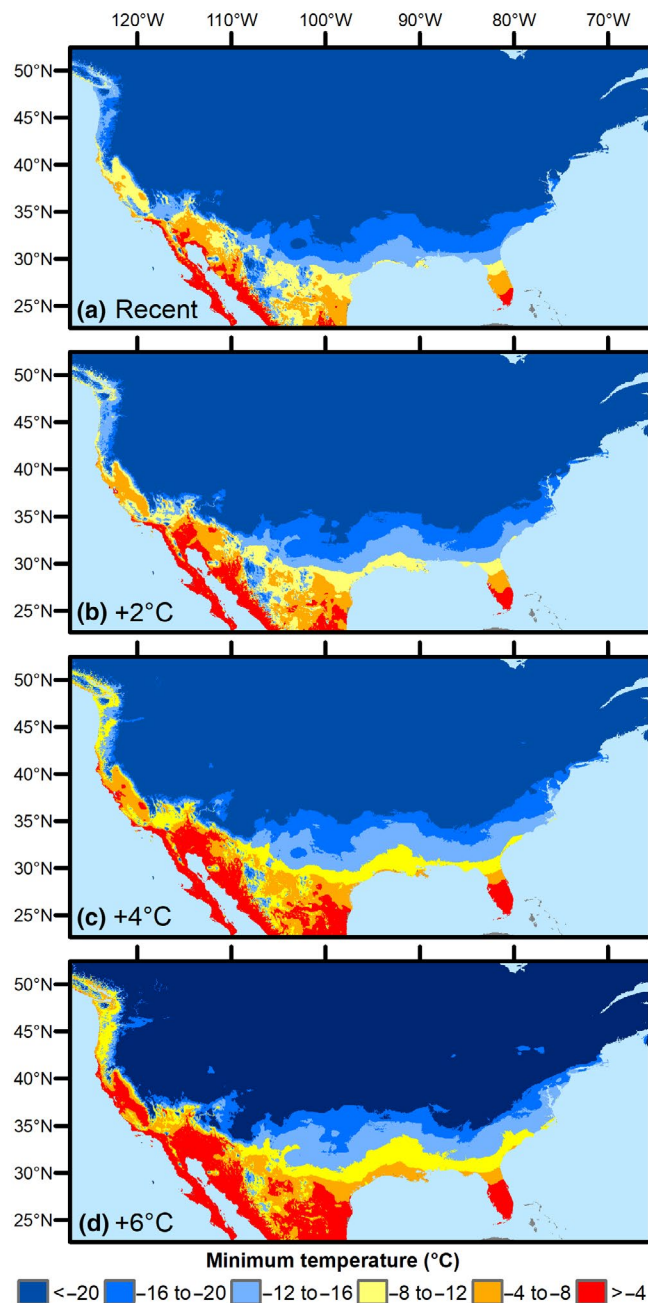 120°W 110°W 100°W 90°W 80°W 70°W
50°N
45°N
40°N
35°N
30°N
25°N
(a) Recent
50°N
45°N
40°N
35°N
30°N
25°N
(b) +2°C
50°N
45°N
40°N
35°N
30°N
25°N
(c) +4°C
50°N
45°N
40°N
35°N
30°N
25°N
(d) +6°C
Minimum temperature (°C)
<-20 -16 to-20 -12 to-16 -8 to-12 -4 to-8 >-4